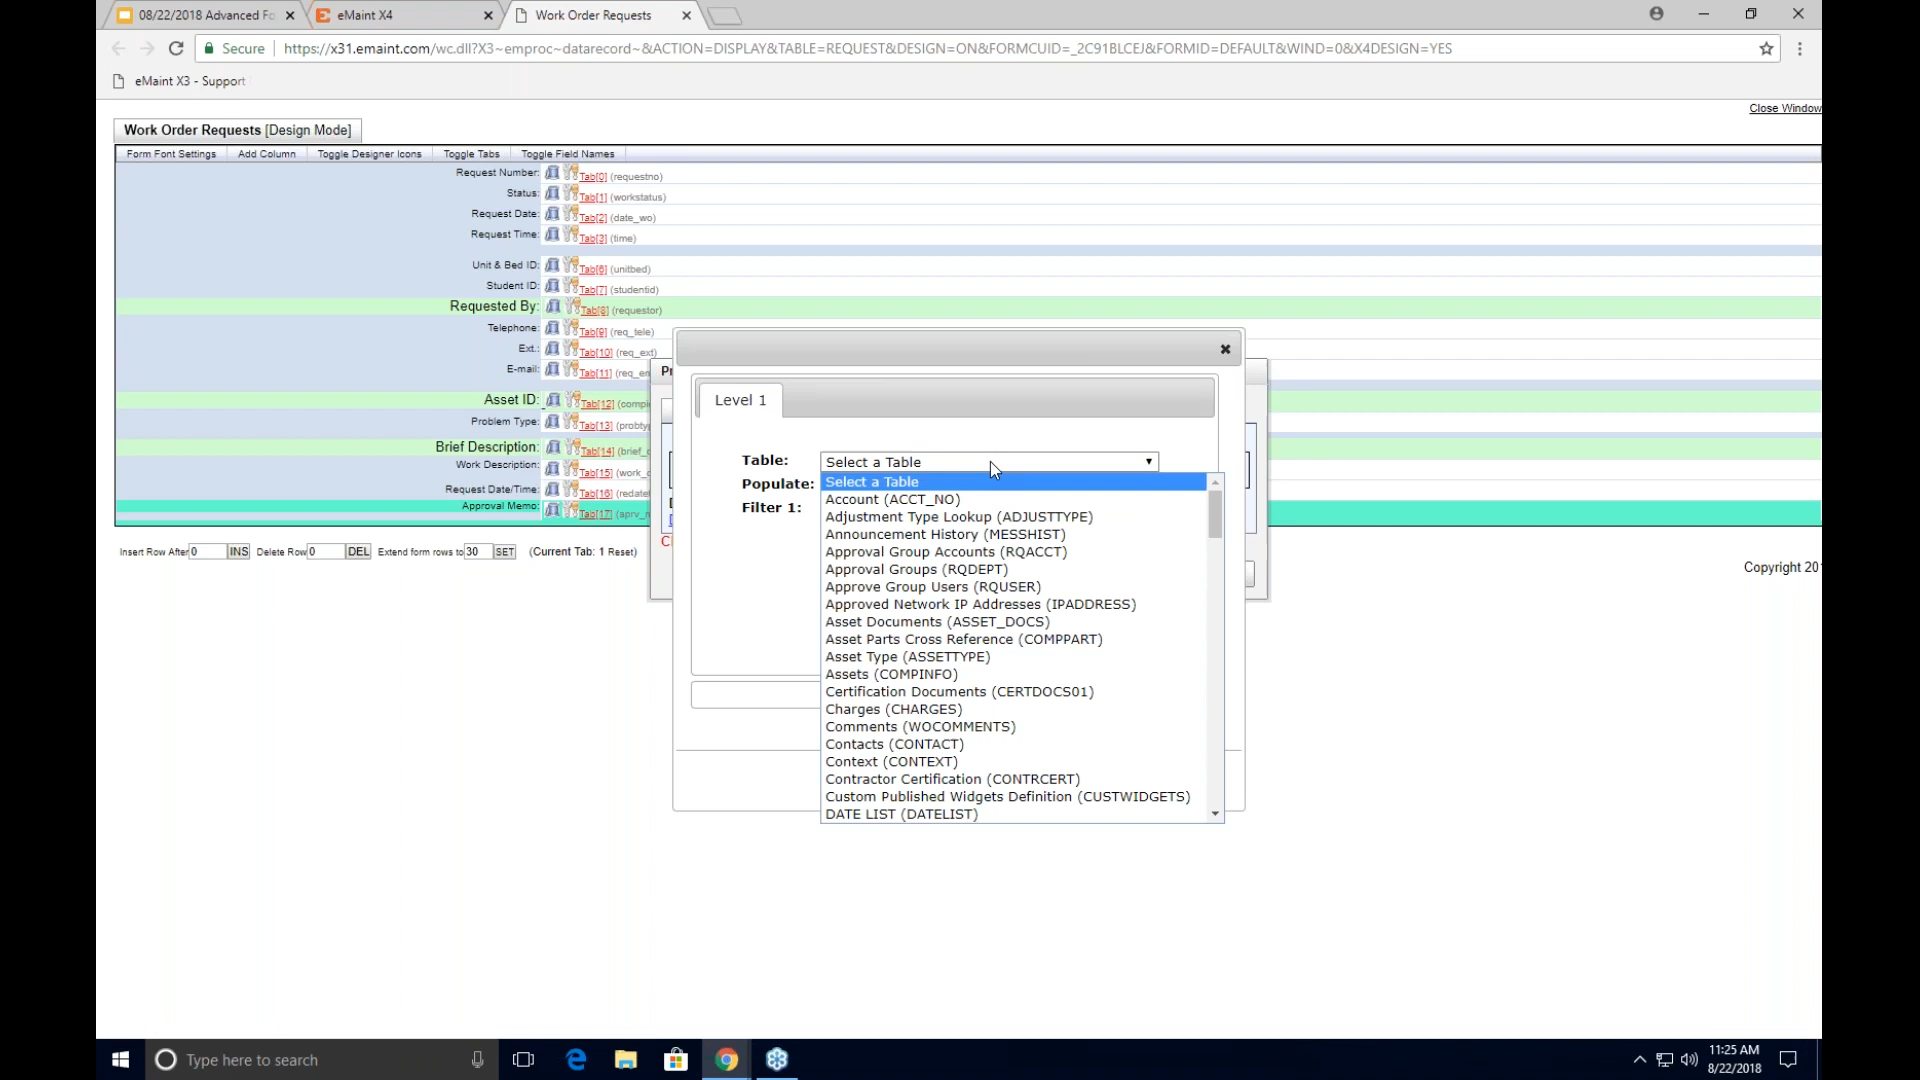 08/22/2018 Advanced Fo
eMaint X4
Work Order Requests
Secure
https://x31.emaint.com/wc.dll?X3~emproc~datarecord~&ACTION=DISPLAY&TABLE=REQUEST&DESIGN=ON&FORMCUID=_2C91BLCEJ&FORMID=DEFAULT&WIND=0&X4DESIGN=YES
eMaint X3 - Support
Close Window
Work Order Requests [Design Mode]
Form Font Settings Add Column Toggle Designer Icons Toggle Tabs Toggle Field Names
Request Number: Tab[0] (requestno)
Status: Tab[1] (workstatus)
Request Date: Tab[2] (date_wo)
Request Time: Tab[3] (time)
Unit & Bed ID: Tab[6] (unitbed)
Student ID: Tab[7] (studentid)
Requested By: Tab[8] (requestor)
Telephone: Tab[9] (req_tele)
Ext.: Tab[10] (req_ext)
E-mail: Tab[11] (req_em
Asset ID: Tab[12] (compi
Problem Type: Tab[13] (probty
Brief Description: Tab[14] (brief_
Work Description: Tab[15] (work_
Request Date/Time: Tab[16] (redate
Approval Memo: Tab[17] (aprv_
Insert Row After 0 INS Delete Row 0 DEL Extend form rows to 30 SET (Current Tab: 1 Reset)
Copyright 20
Level 1
Table: Select a Table
Populate:
Filter 1:
Select a Table
Account (ACCT_NO)
Adjustment Type Lookup (ADJUSTTYPE)
Announcement History (MESSHIST)
Approval Group Accounts (RQACCT)
Approval Groups (RQDEPT)
Approve Group Users (RQUSER)
Approved Network IP Addresses (IPADDRESS)
Asset Documents (ASSET_DOCS)
Asset Parts Cross Reference (COMPPART)
Asset Type (ASSETTYPE)
Assets (COMPINFO)
Certification Documents (CERTDOCS01)
Charges (CHARGES)
Comments (WOCOMMENTS)
Contacts (CONTACT)
Context (CONTEXT)
Contractor Certification (CONTRCERT)
Custom Published Widgets Definition (CUSTWIDGETS)
DATE LIST (DATELIST)
Type here to search
11:25 AM
8/22/2018